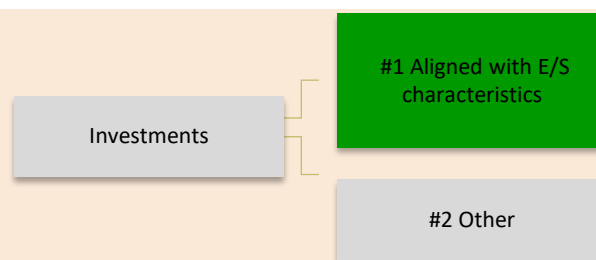 #1 Aligned with E/S
characteristics
Investments
#2 Other